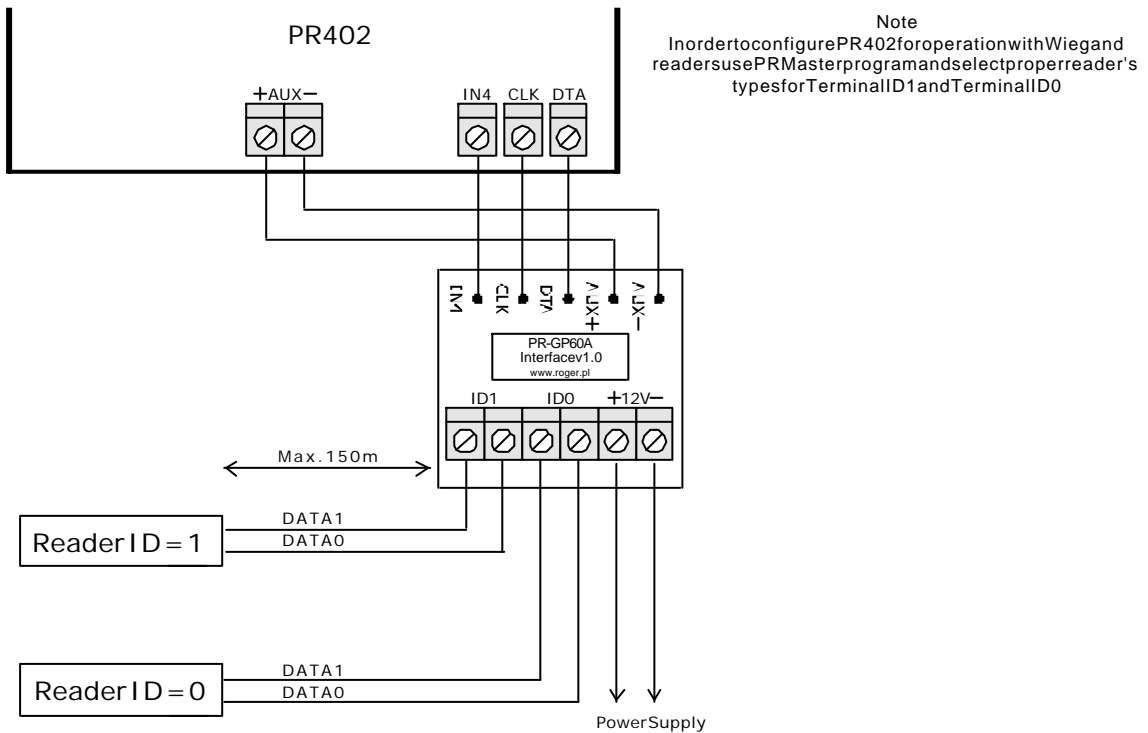 PR402
Note
InordertoconfigurePR402foroperationwithWiegand
readersusePRMasterprogramandselectproperreader's
typesforTerminalID1andTerminalID0
+AUX−
IN4 CLK DTA
CLK DTA AUX+ AUX−
PR-GP60A
Interfacev1.0
www.roger.pl
ID1 ID0 +12V−
Max.150m
ReaderID=1
DATA1
DATA0
ReaderID=0
DATA1
DATA0
PowerSupply